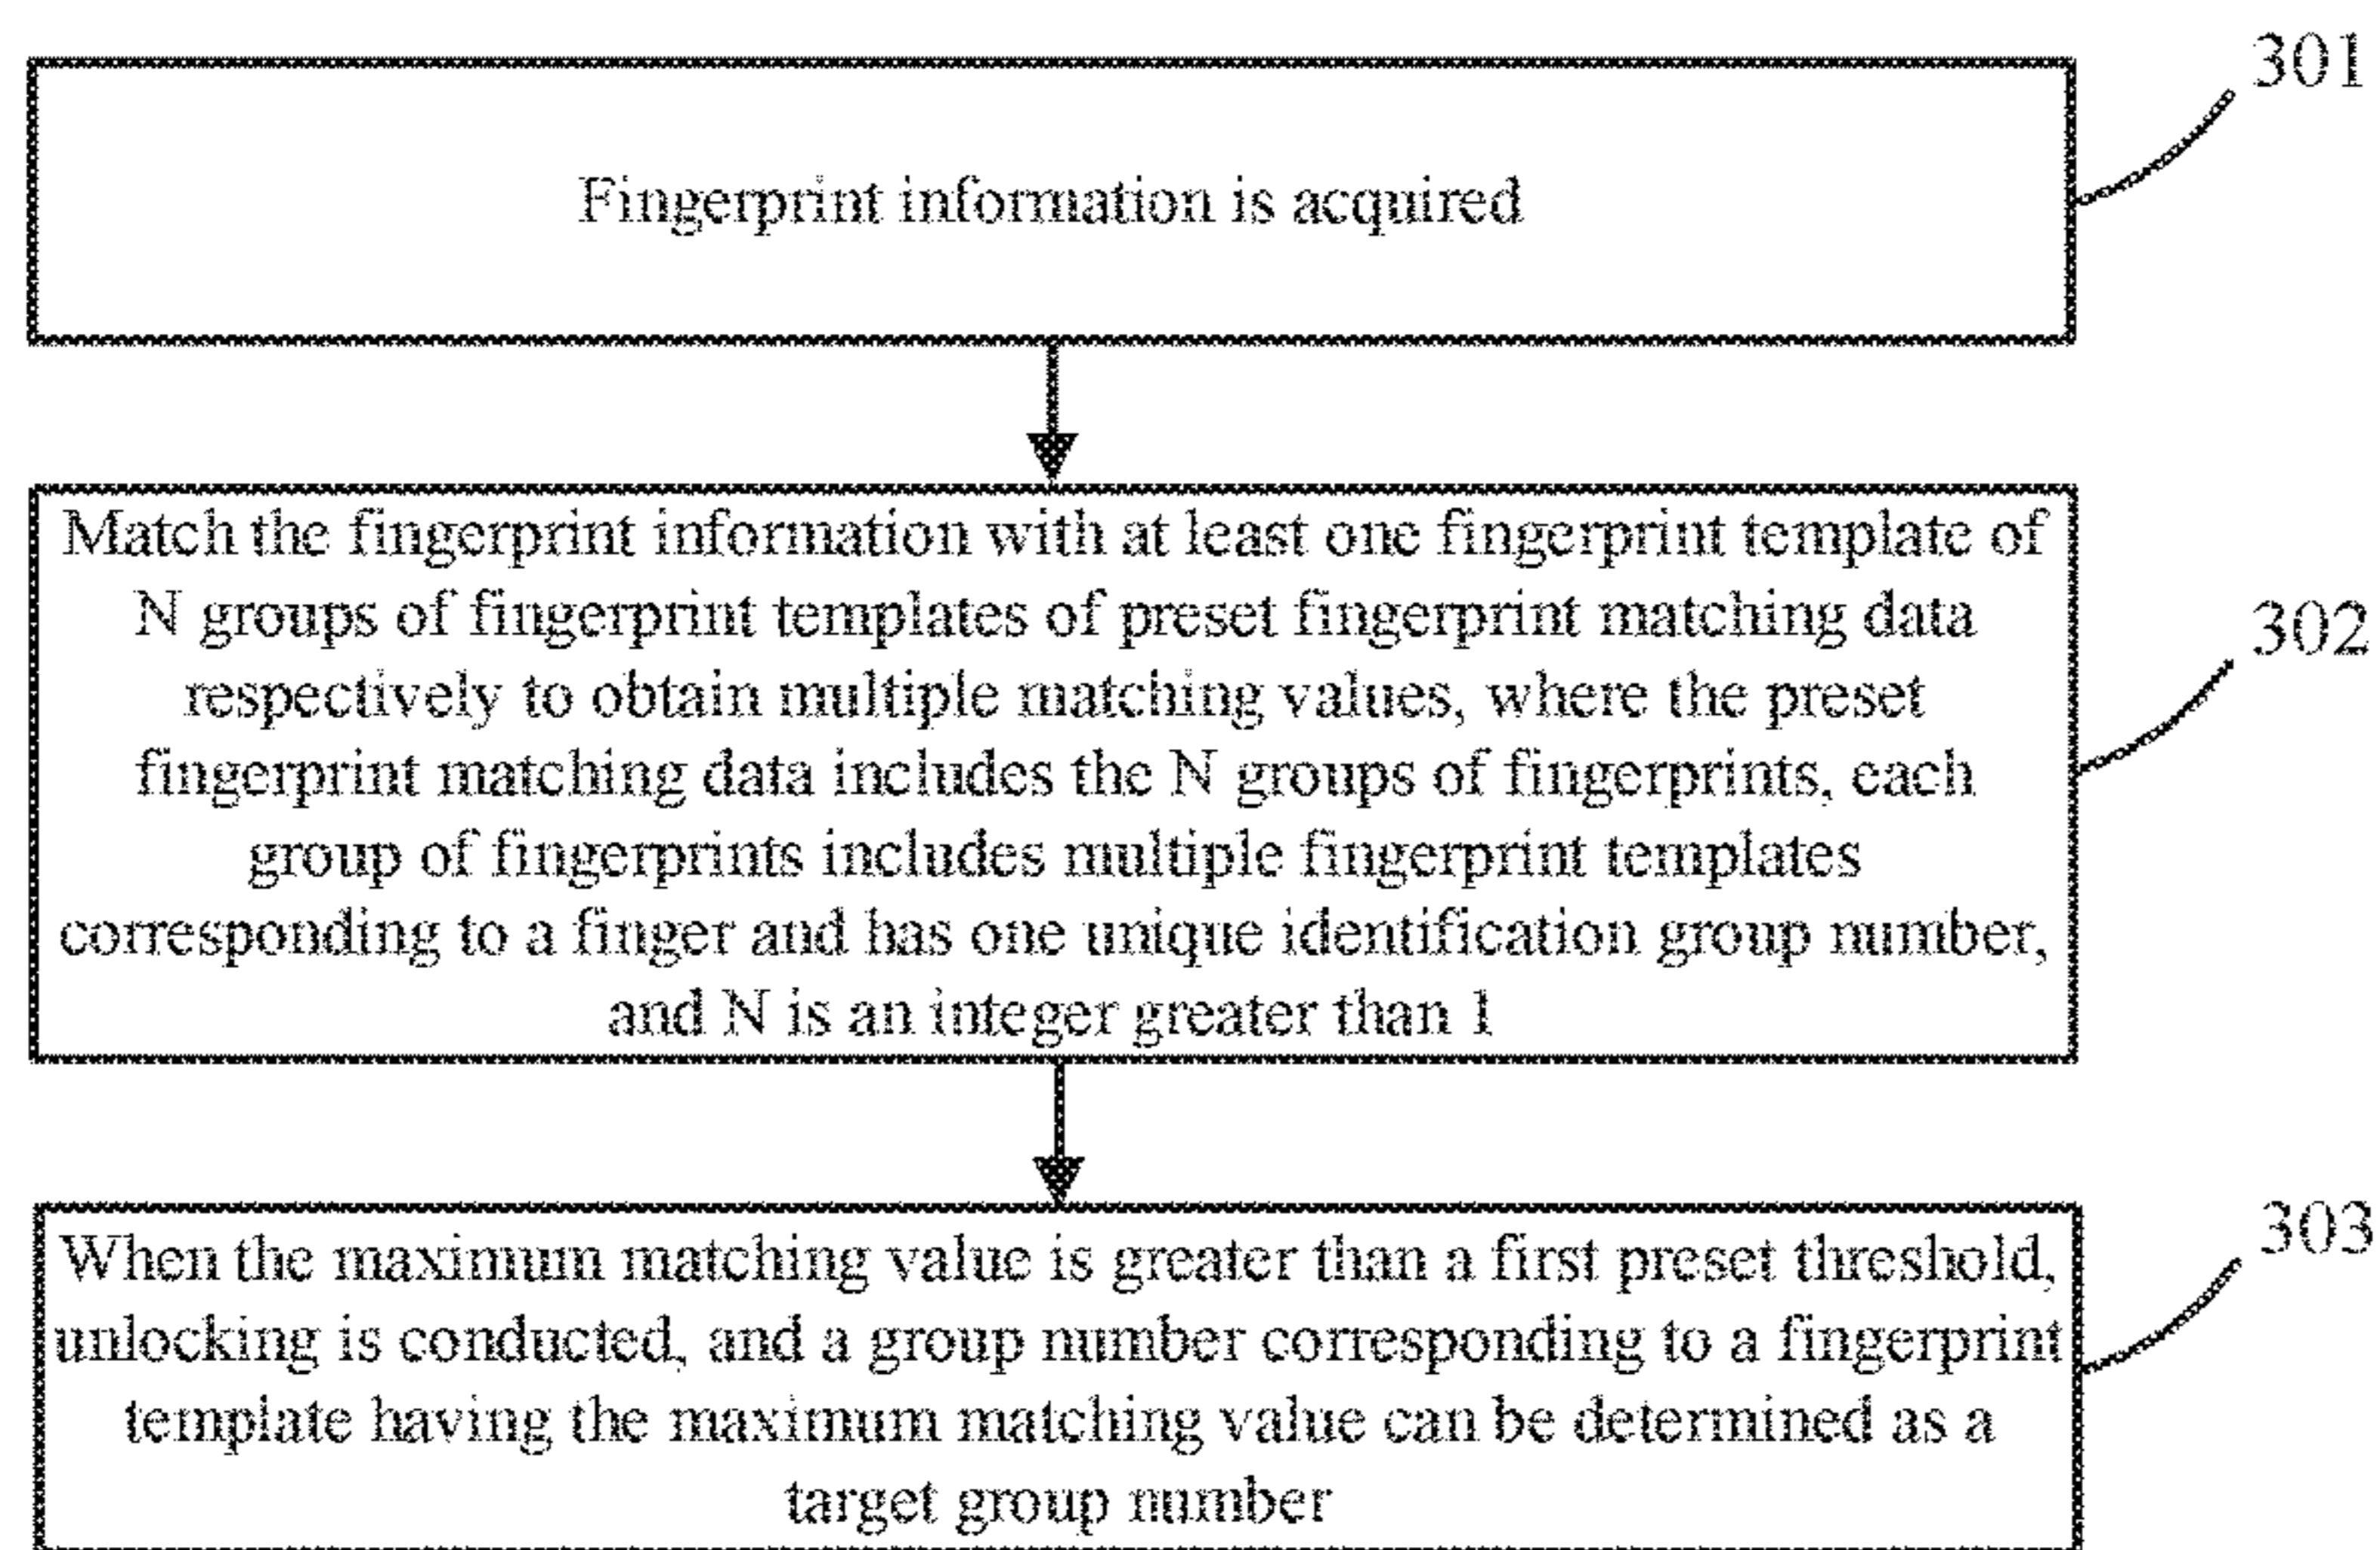 301
Fingerprint information is acquired
Match the fingerprint information with at least one fingerprint template of
N groups of fingerprint templates of preset fingerprint matching data
302
respectively to obtain multiple matching values, where the preset
fingerprint matching data includes the N groups of fingerprints, each
group of fingerprints includes multiple fingerprint templates
corresponding to a finger and has one unique identification group number,
and N is an integer greater than 1
303
When the maximum matching value is greater than a first preset threshold,
unlocking is conducted, and a group number corresponding to a fingerprint
template having the maximum matching value can be determined as a
target group number